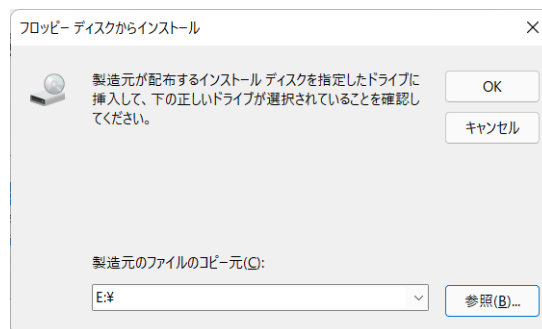 フロッピー ディスクからインストール
製造元が配布するインストール ディスクを指定したドライブに
挿入して、下の正しいドライブが選択されていることを確認し
てください。
OK
キャンセル
製造元のファイルのコピー元(C):
E:¥
参照(B)...